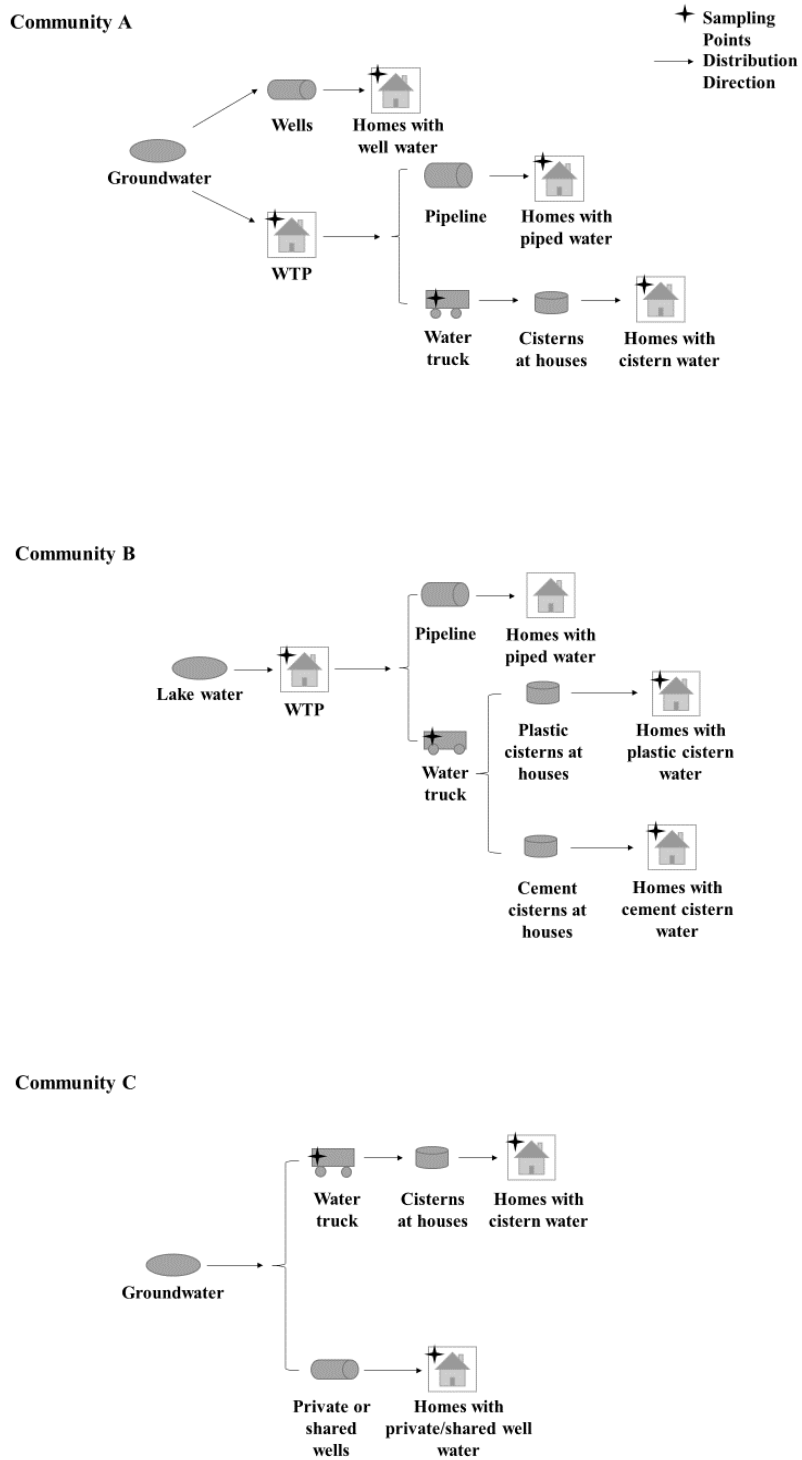 Community A
Sampling
Points
Distribution
Direction
Wells
Homes with
well water
Groundwater
Pipeline
Homes with
piped water
WTP
Water
truck
Cisterns
at houses
Homes with
cistern water
Community B
Pipeline
Homes with
piped water
Lake water
WTP
Water
truck
Plastic
cisterns at
houses
Homes with
plastic cistern
water
Cement
cisterns at
houses
Homes with
cement cistern
water
Community C
Water
truck
Cisterns
at houses
Homes with
cistern water
Groundwater
Private or
shared
wells
Homes with
private/shared well
water